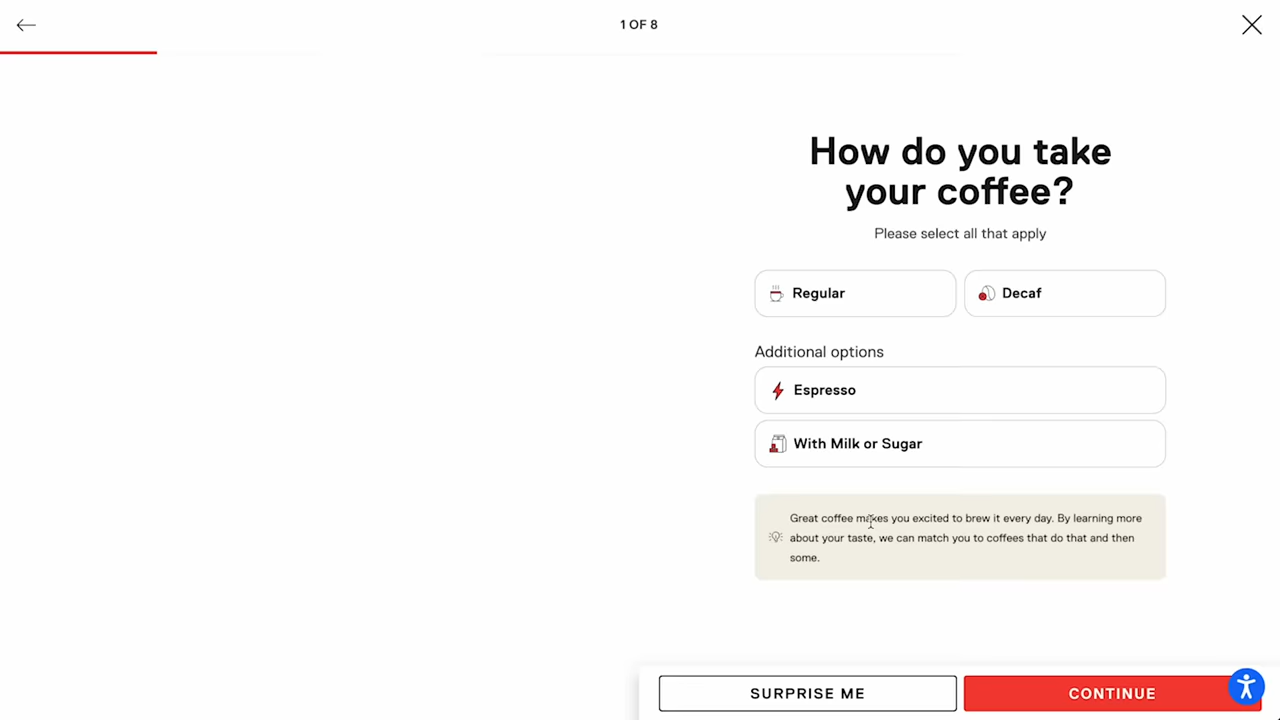 1 OF 8
How do you take
your coffee?
Please select all that apply
Regular
Decaf
Additional options
Espresso
With Milk or Sugar
Great coffee makes you excited to brew it every day. By learning more
about your taste, we can match you to coffees that do that and then
some.
SURPRISE ME
CONTINUE